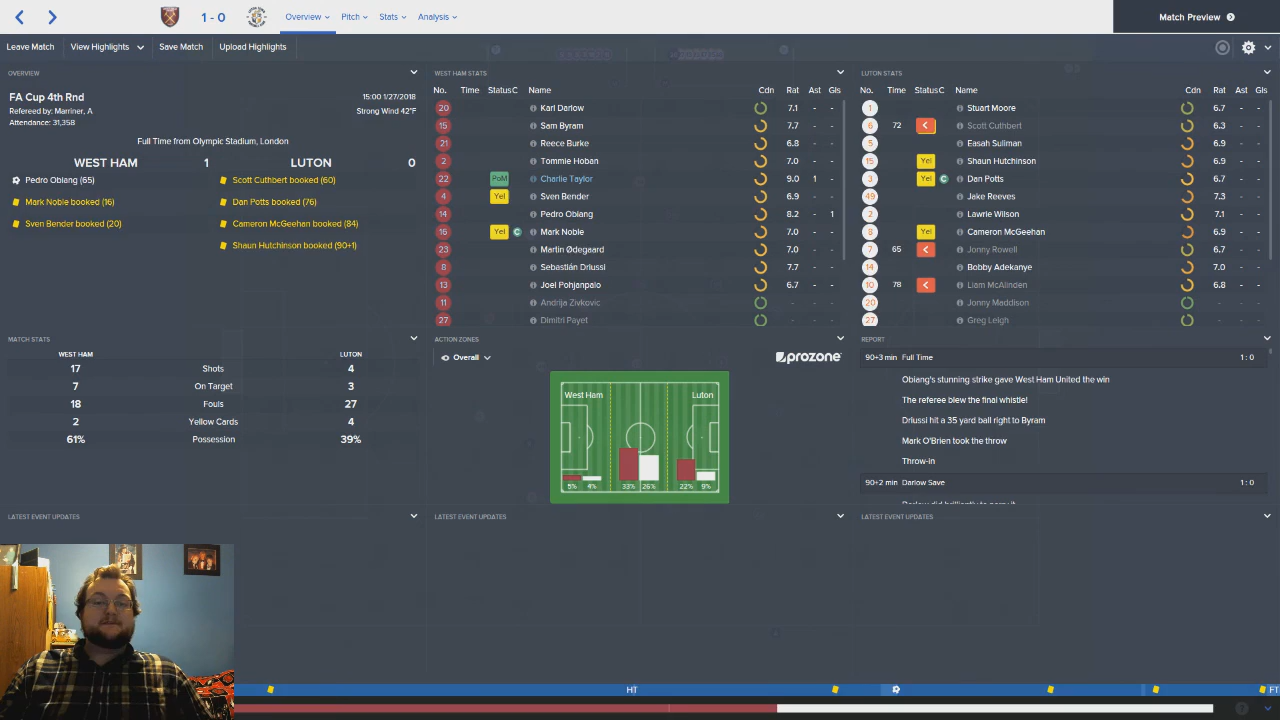 1 - 0
Overview
Pitch
Stats
Analysis
Match Preview
Leave Match
View Highlights
Save Match
Upload Highlights
OVERVIEW
FA Cup 4th Rnd
15:00 1/27/2018
Refereed by: Marriner, A
Strong Wind 42°F
Attendance: 31,358
Full Time from Olympic Stadium, London
WEST HAM 1 LUTON 0
Pedro Obiang (65)
Mark Noble booked (16)
Sven Bender booked (20)
Scott Cuthbert booked (60)
Dan Potts booked (76)
Cameron McGeehan booked (84)
Shaun Hutchinson booked (90+1)
WEST HAM STATS
No. Time Status C Name Cdn Rat Ast Gls
20 Karl Darlow 7.1 - -
15 Sam Byram 7.7 - -
21 Reece Burke 6.8 - -
2 Tommie Hoban 7.0 - -
22 PoM Charlie Taylor 9.0 1 -
4 Yel Sven Bender 6.9 - -
14 Pedro Obiang 8.2 - 1
16 Yel C Mark Noble 7.0 - -
23 Martin Ødegaard 7.0 - -
8 Sebastián Driussi 7.7 - -
13 Joel Pohjanpalo 6.7 - -
11 Andrija Zivkovic - - -
27 Dimitri Payet - - -
LUTON STATS
No. Time Status C Name Cdn Rat Ast Gls
1 Stuart Moore 6.7 - -
6 72 Scott Cuthbert 6.3 - -
5 Easah Suliman 6.9 - -
15 Yel Shaun Hutchinson 6.9 - -
3 Yel C Dan Potts 6.9 - -
49 Jake Reeves 7.3 - -
2 Lawrie Wilson 7.1 - -
8 Yel Cameron McGeehan 6.9 - -
7 65 Jonny Rowell 6.7 - -
14 Bobby Adekanye 7.0 - -
10 78 Liam McAlinden 6.8 - -
20 Jonny Maddison - - -
27 Greg Leigh - - -
MATCH STATS
WEST HAM LUTON
17 Shots 4
7 On Target 3
18 Fouls 27
2 Yellow Cards 4
61% Possession 39%
ACTION ZONES
Overall
prozone
West Ham Luton
5% 4% 33% 26% 22% 9%
REPORT
90+3 min Full Time 1 : 0
Obiang's stunning strike gave West Ham United the win
The referee blew the final whistle!
Driussi hit a 35 yard ball right to Byram
Mark O'Brien took the throw
Throw-in
90+2 min Darlow Save 1 : 0
Darlow did brilliantly to parry it
LATEST EVENT UPDATES
LATEST EVENT UPDATES
LATEST EVENT UPDATES
HT
FT